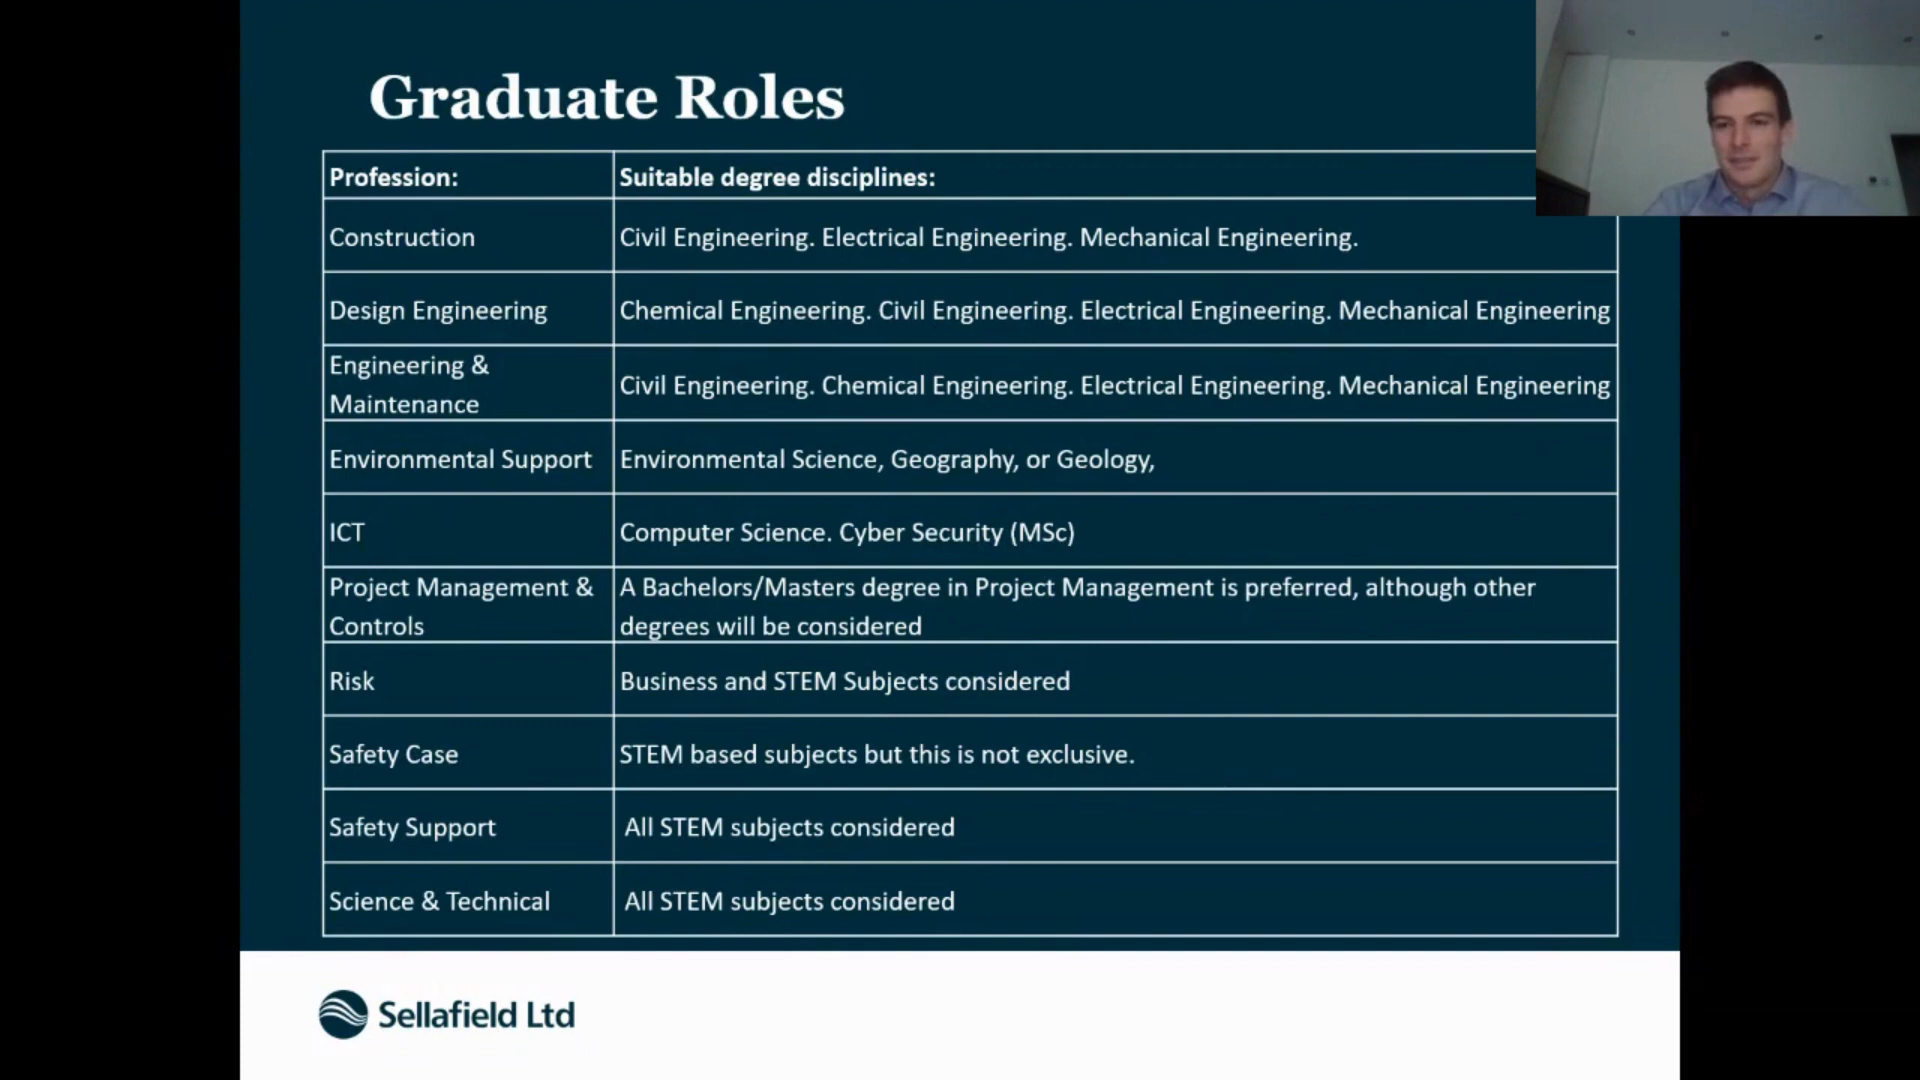 Graduate Roles
Profession: Suitable degree disciplines:
Construction Civil Engineering. Electrical Engineering. Mechanical Engineering.
Design Engineering Chemical Engineering. Civil Engineering. Electrical Engineering. Mechanical Engineering
Engineering &
Maintenance
Civil Engineering. Chemical Engineering. Electrical Engineering. Mechanical Engineering
Environmental Support Environmental Science, Geography, or Geology,
ICT Computer Science. Cyber Security (MSc)
Project Management &
Controls
A Bachelors/Masters degree in Project Management is preferred, although other
degrees will be considered
Risk Business and STEM Subjects considered
Safety Case STEM based subjects but this is not exclusive.
Safety Support All STEM subjects considered
Science & Technical All STEM subjects considered
Sellafield Ltd